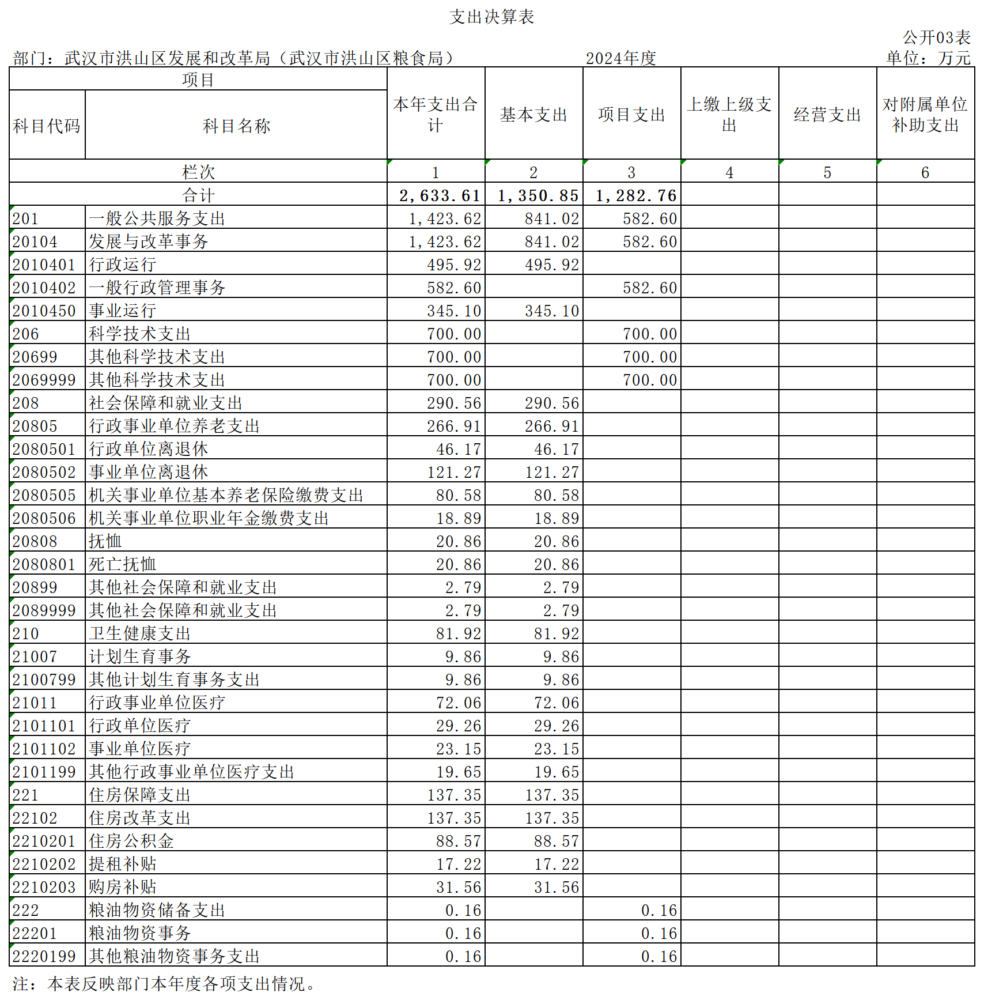 支出决算表
公开03表
部门：武汉市洪山区发展和改革局（武汉市洪山区粮食局） 2024年度 单位：万元
项目 本年支出合计 基本支出 项目支出 上缴上级支出 经营支出 对附属单位补助支出
科目代码 科目名称
栏次 1 2 3 4 5 6
合计 2,633.61 1,350.85 1,282.76
201 一般公共服务支出 1,423.62 841.02 582.60
20104 发展与改革事务 1,423.62 841.02 582.60
2010401 行政运行 495.92 495.92
2010402 一般行政管理事务 582.60 582.60
2010450 事业运行 345.10 345.10
206 科学技术支出 700.00 700.00
20699 其他科学技术支出 700.00 700.00
2069999 其他科学技术支出 700.00 700.00
208 社会保障和就业支出 290.56 290.56
20805 行政事业单位养老支出 266.91 266.91
2080501 行政单位离退休 46.17 46.17
2080502 事业单位离退休 121.27 121.27
2080505 机关事业单位基本养老保险缴费支出 80.58 80.58
2080506 机关事业单位职业年金缴费支出 18.89 18.89
20808 抚恤 20.86 20.86
2080801 死亡抚恤 20.86 20.86
20899 其他社会保障和就业支出 2.79 2.79
2089999 其他社会保障和就业支出 2.79 2.79
210 卫生健康支出 81.92 81.92
21007 计划生育事务 9.86 9.86
2100799 其他计划生育事务支出 9.86 9.86
21011 行政事业单位医疗 72.06 72.06
2101101 行政单位医疗 29.26 29.26
2101102 事业单位医疗 23.15 23.15
2101199 其他行政事业单位医疗支出 19.65 19.65
221 住房保障支出 137.35 137.35
22102 住房改革支出 137.35 137.35
2210201 住房公积金 88.57 88.57
2210202 提租补贴 17.22 17.22
2210203 购房补贴 31.56 31.56
222 粮油物资储备支出 0.16 0.16
22201 粮油物资事务 0.16 0.16
2220199 其他粮油物资事务支出 0.16 0.16
注：本表反映部门本年度各项支出情况。